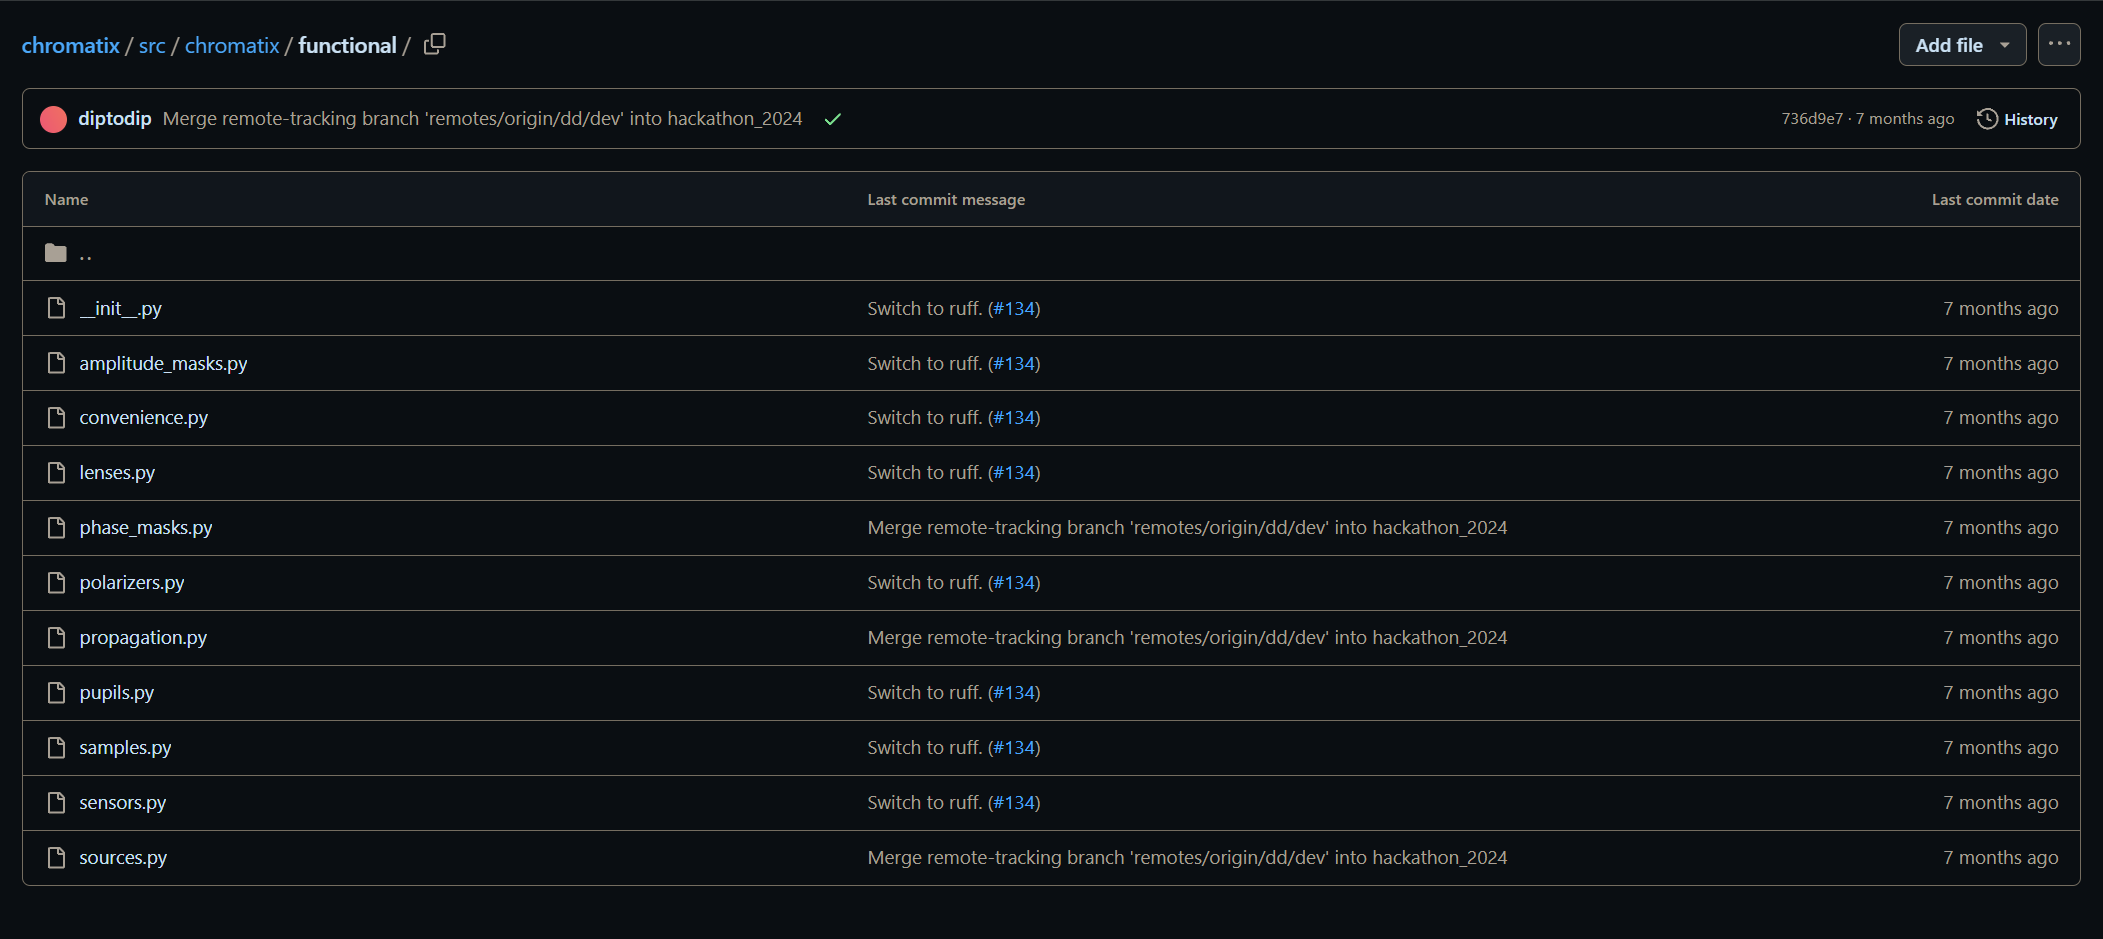 chromatix / src / chromatix / functional /
Add file
diptodip Merge remote-tracking branch 'remotes/origin/dd/dev' into hackathon_2024
736d9e7 · 7 months ago History
Name Last commit message Last commit date
..
__init__.py Switch to ruff. (#134) 7 months ago
amplitude_masks.py Switch to ruff. (#134) 7 months ago
convenience.py Switch to ruff. (#134) 7 months ago
lenses.py Switch to ruff. (#134) 7 months ago
phase_masks.py Merge remote-tracking branch 'remotes/origin/dd/dev' into hackathon_2024 7 months ago
polarizers.py Switch to ruff. (#134) 7 months ago
propagation.py Merge remote-tracking branch 'remotes/origin/dd/dev' into hackathon_2024 7 months ago
pupils.py Switch to ruff. (#134) 7 months ago
samples.py Switch to ruff. (#134) 7 months ago
sensors.py Switch to ruff. (#134) 7 months ago
sources.py Merge remote-tracking branch 'remotes/origin/dd/dev' into hackathon_2024 7 months ago